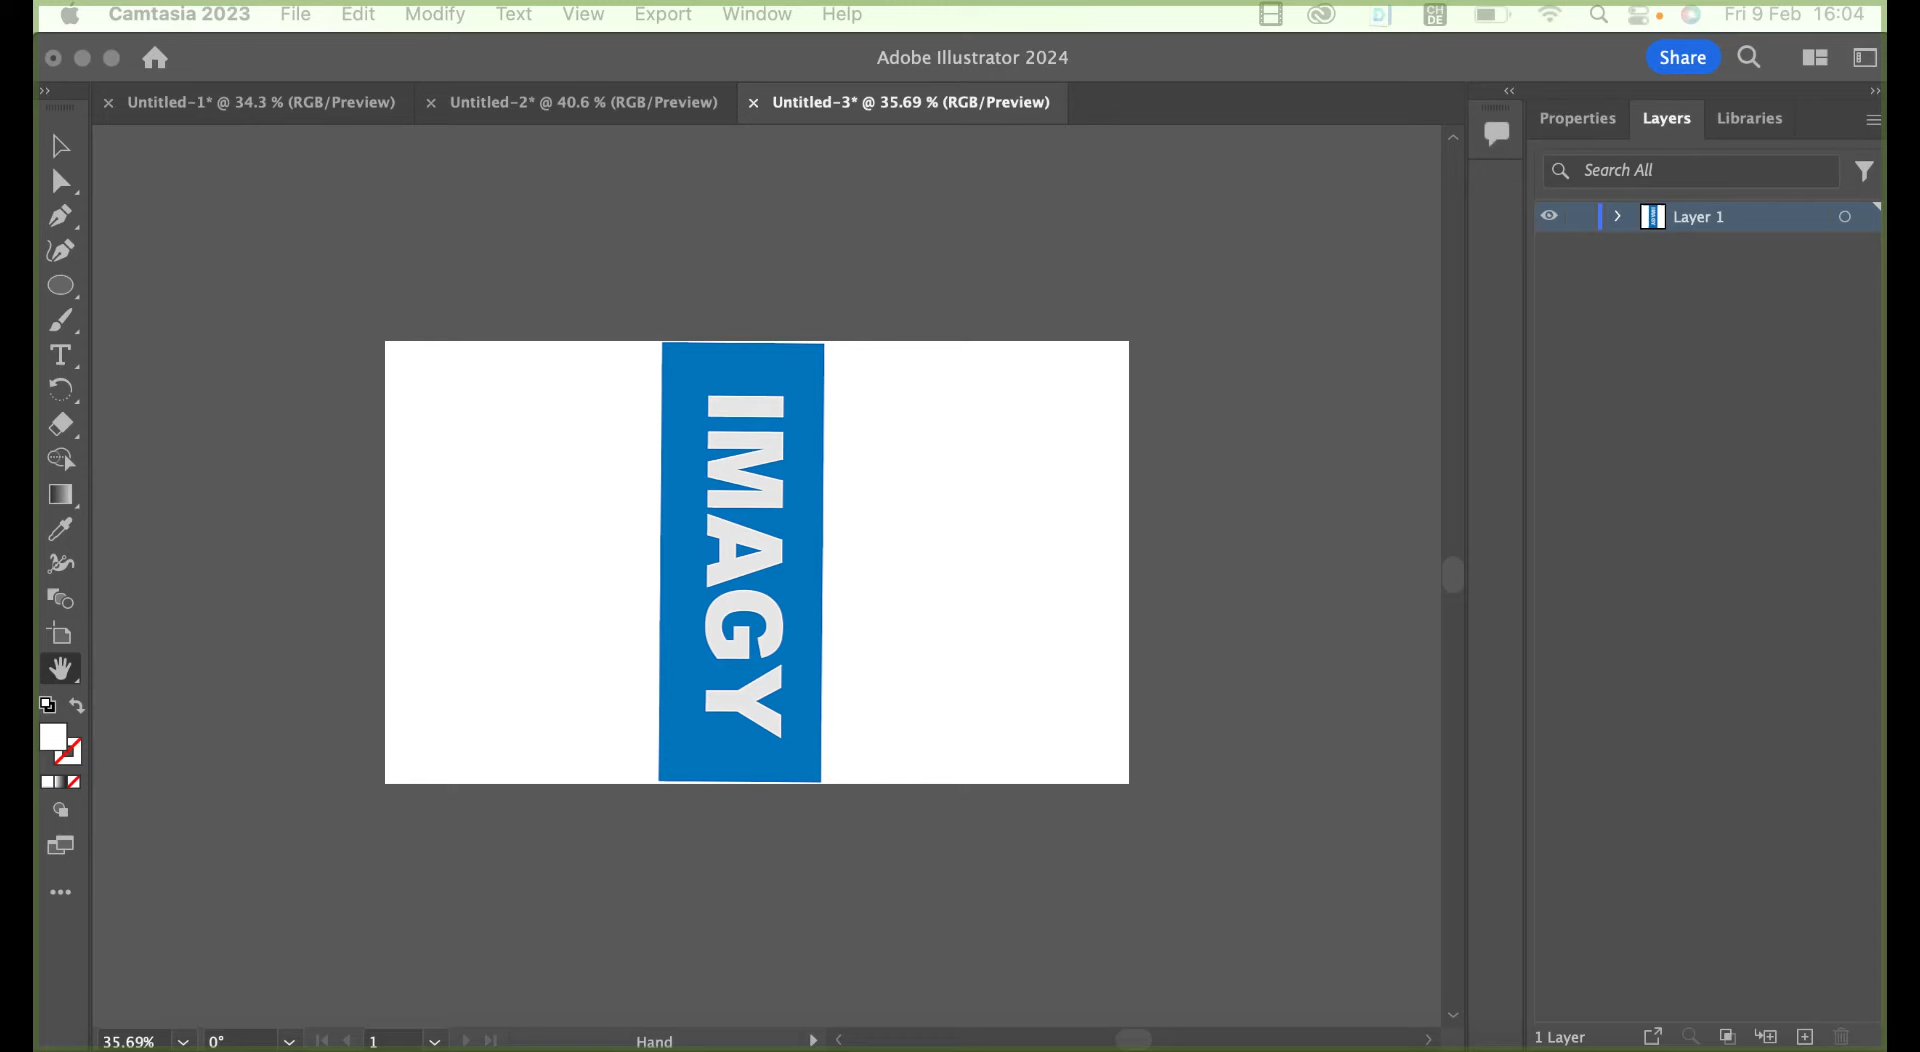 Camtasia 2023 File Edit Modify Text View Export Window Help CH DE Fri 9 Feb 16:04
Adobe Illustrator 2024 Share
Untitled-1* @ 34.3 % (RGB/Preview) Untitled-2* @ 40.6 % (RGB/Preview) Untitled-3* @ 35.69 % (RGB/Preview)
Properties Layers Libraries
Search All
Layer 1
IMAGY
35.69% 0° 1 Hand 1 Layer